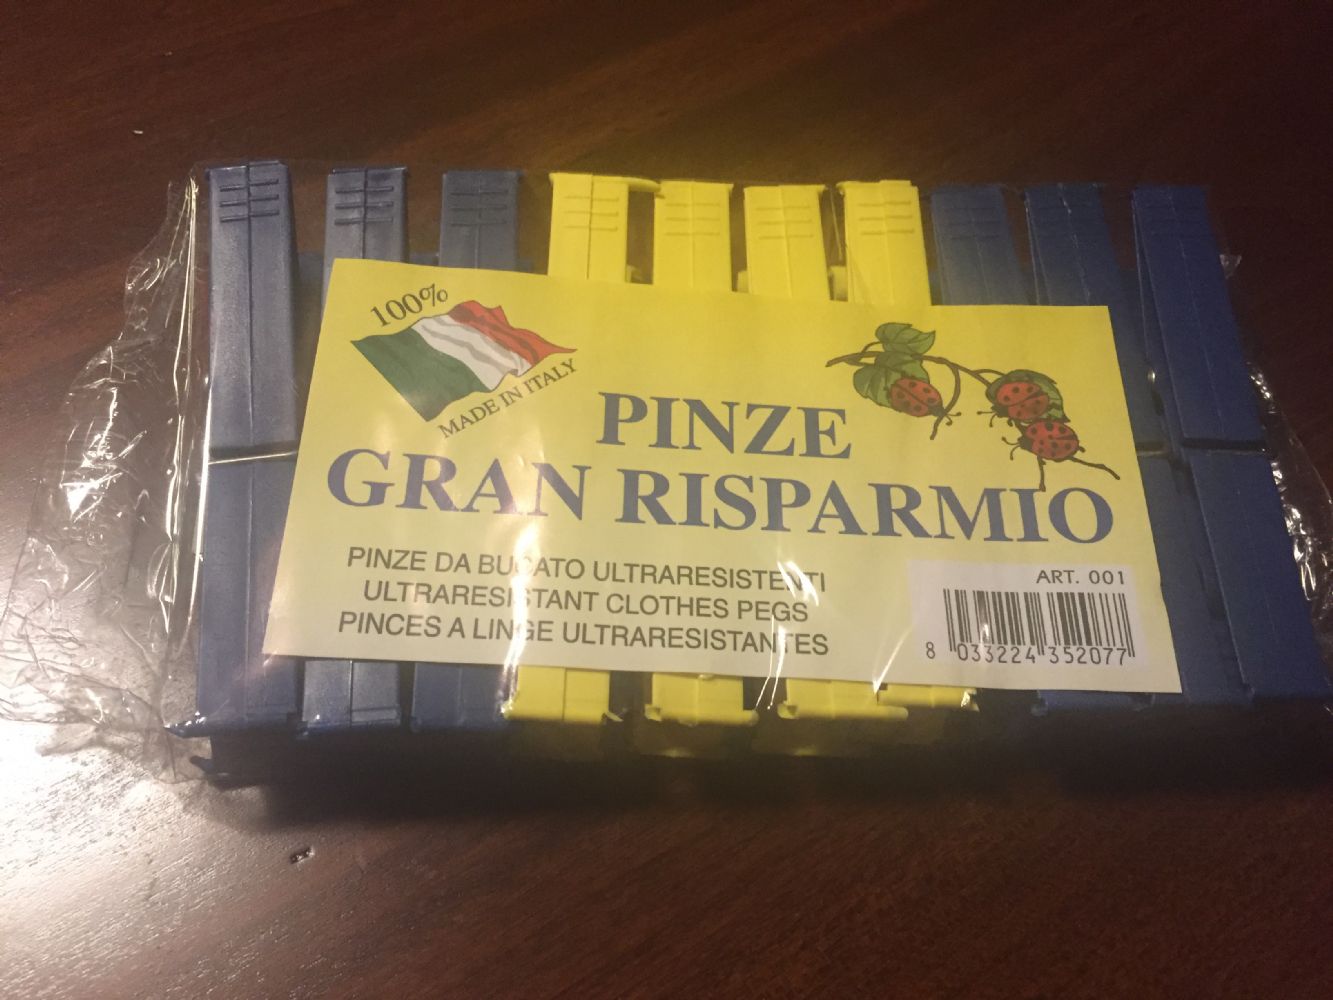 100%
MADE IN ITALY
PINZE
GRAN RISPARMIO
PINZE DA BUCATO ULTRARESISTENTI
ULTRARESISTANT CLOTHES PEGS
PINCES A LINGE ULTRARESISTANTES
ART. 001
8 033224 352077